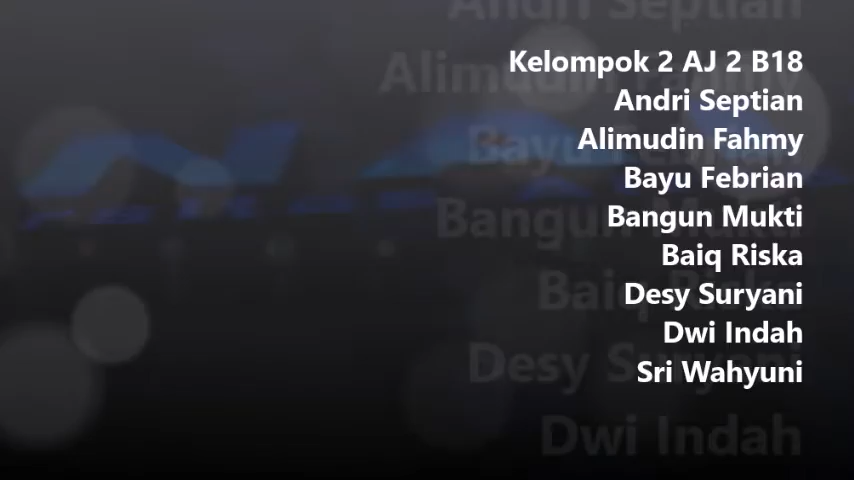 Kelompok 2 AJ 2 B18
Andri Septian
Alimudin Fahmy
Bayu Febrian
Bangun Mukti
Baiq Riska
Desy Suryani
Dwi Indah
Sri Wahyuni